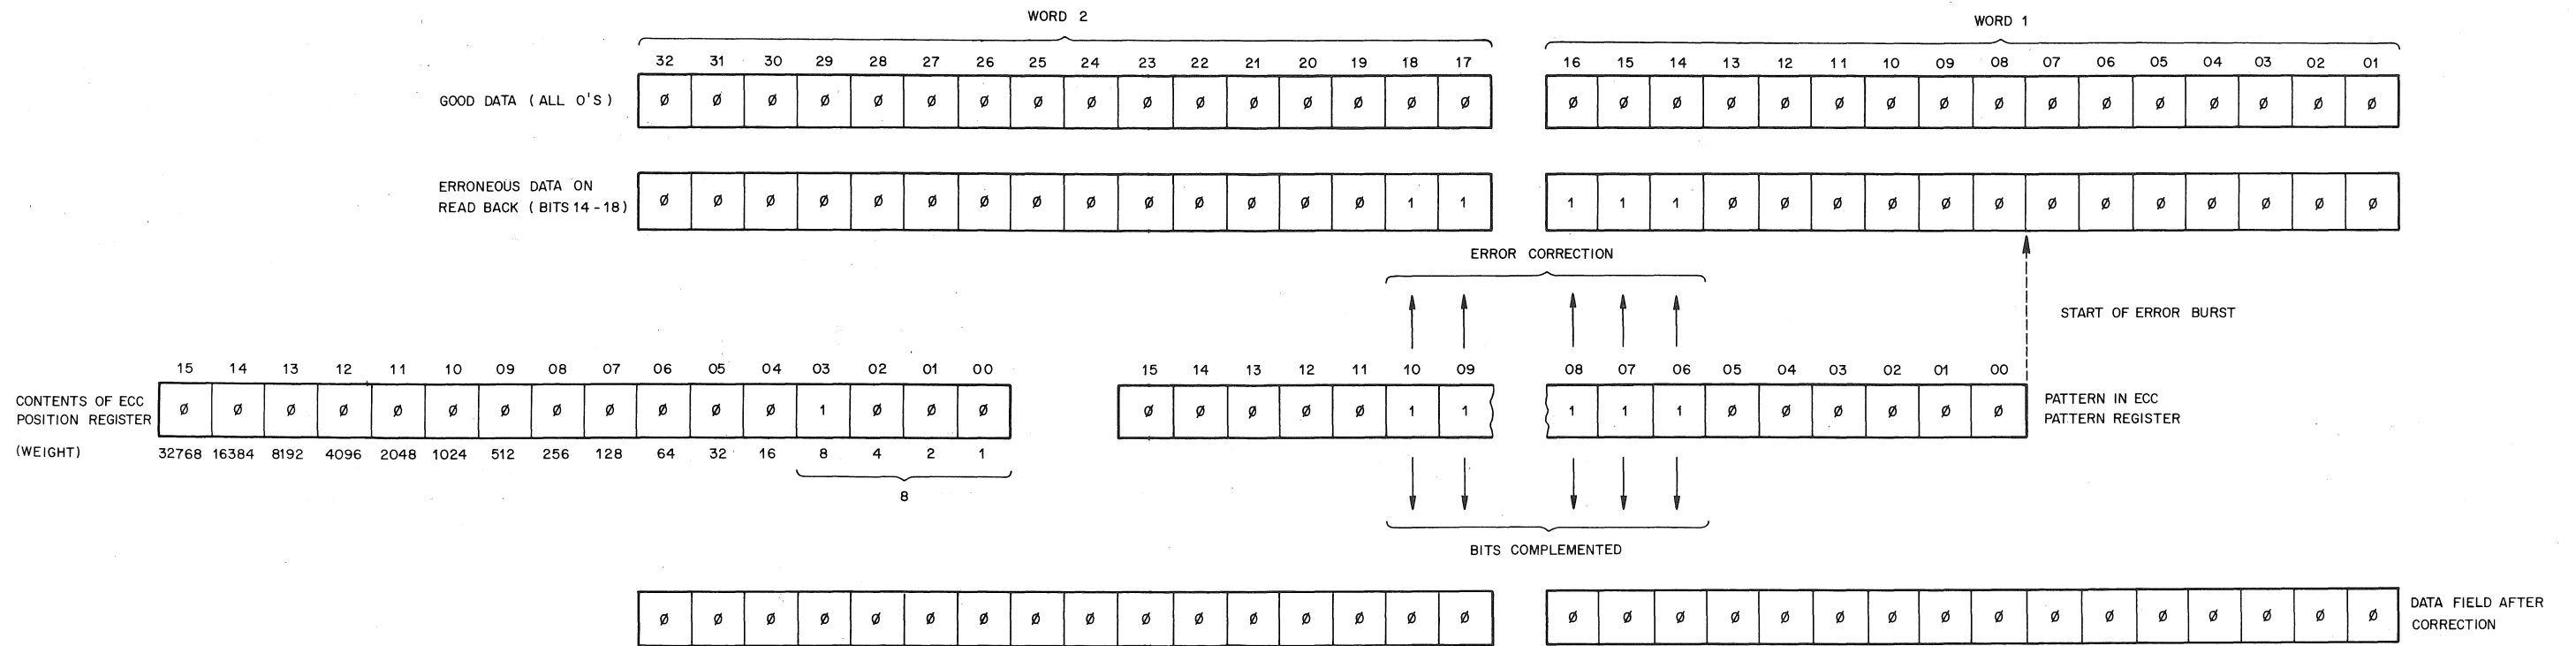 WORD 2
WORD 1
32 31 30 29 28 27 26 25 24 23 22 21 20 19 18 17 16 15 14 13 12 11 10 09 08 07 06 05 04 03 02 01
GOOD DATA (ALL O'S) Ø Ø Ø Ø Ø Ø Ø Ø Ø Ø Ø Ø Ø Ø Ø Ø Ø Ø Ø Ø Ø Ø Ø Ø Ø Ø Ø Ø Ø Ø Ø Ø
ERRONEOUS DATA ON
READ BACK (BITS 14-18) Ø Ø Ø Ø Ø Ø Ø Ø Ø Ø Ø Ø Ø Ø 1 1 1 1 1 Ø Ø Ø Ø Ø Ø Ø Ø Ø Ø Ø Ø Ø
ERROR CORRECTION
START OF ERROR BURST
15 14 13 12 11 10 09 08 07 06 05 04 03 02 01 00 15 14 13 12 11 10 09 08 07 06 05 04 03 02 01 00
CONTENTS OF ECC
POSITION REGISTER Ø Ø Ø Ø Ø Ø Ø Ø Ø Ø Ø Ø 1 Ø Ø Ø Ø Ø Ø Ø Ø 1 1 1 1 1 Ø Ø Ø Ø Ø Ø
PATTERN IN ECC
PATTERN REGISTER
(WEIGHT) 32768 16384 8192 4096 2048 1024 512 256 128 64 32 16 8 4 2 1
8
BITS COMPLEMENTED
Ø Ø Ø Ø Ø Ø Ø Ø Ø Ø Ø Ø Ø Ø Ø Ø Ø Ø Ø Ø Ø Ø Ø Ø Ø Ø Ø Ø Ø Ø Ø Ø
DATA FIELD AFTER
CORRECTION